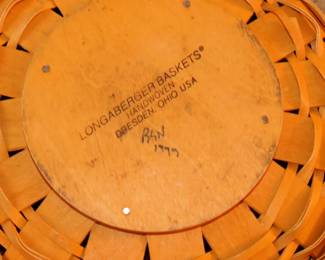 LONGABERGER BASKETS®
HANDWOVEN
DRESDEN, OHIO USA
1999